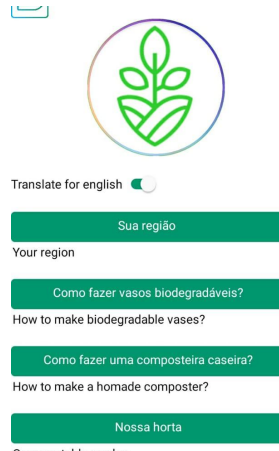 Translate for english
Sua região
Your region
Como fazer vasos biodegradáveis?
How to make biodegradable vases?
Como fazer uma composteira caseira?
How to make a homade composter?
Nossa horta